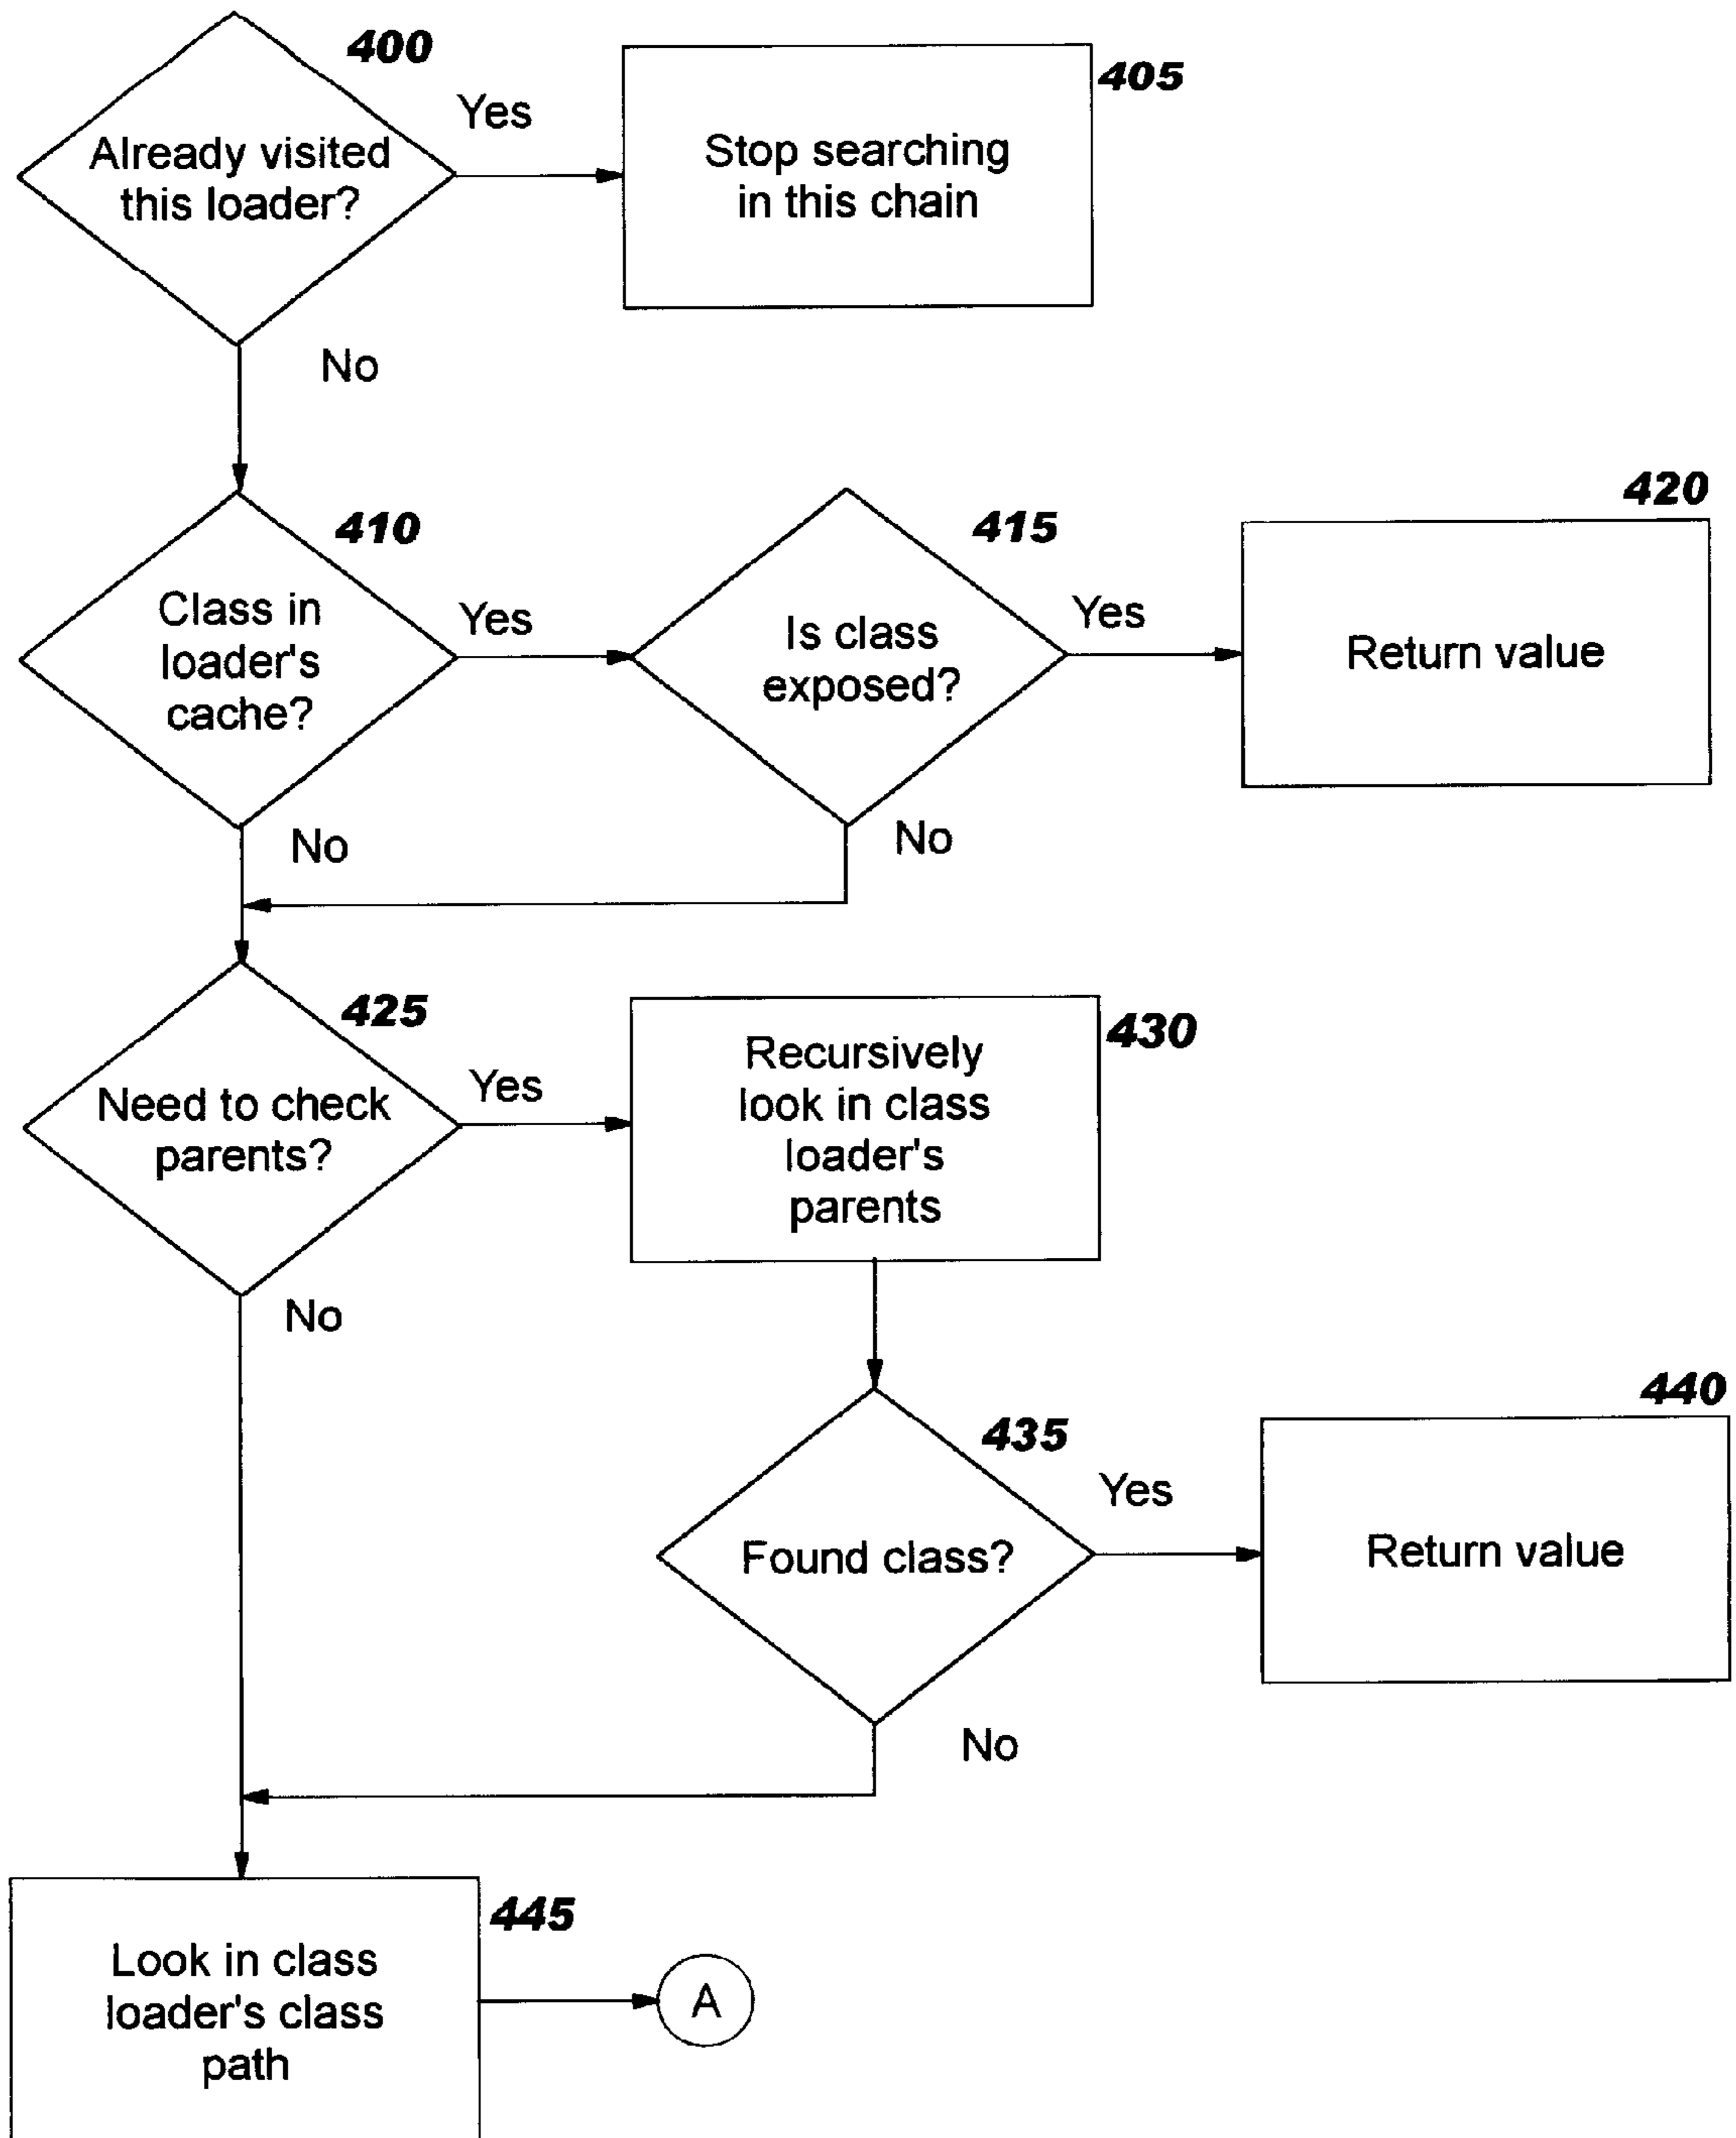 400
Already visited
this loader?
Yes
405
Stop searching
in this chain
No
410
Class in
loader's
cache?
Yes
415
Is class
exposed?
Yes
420
Return value
No
No
425
Need to check
parents?
Yes
430
Recursively
look in class
loader's
parents
No
435
Found class?
Yes
440
Return value
No
445
Look in class
loader's class
path
A